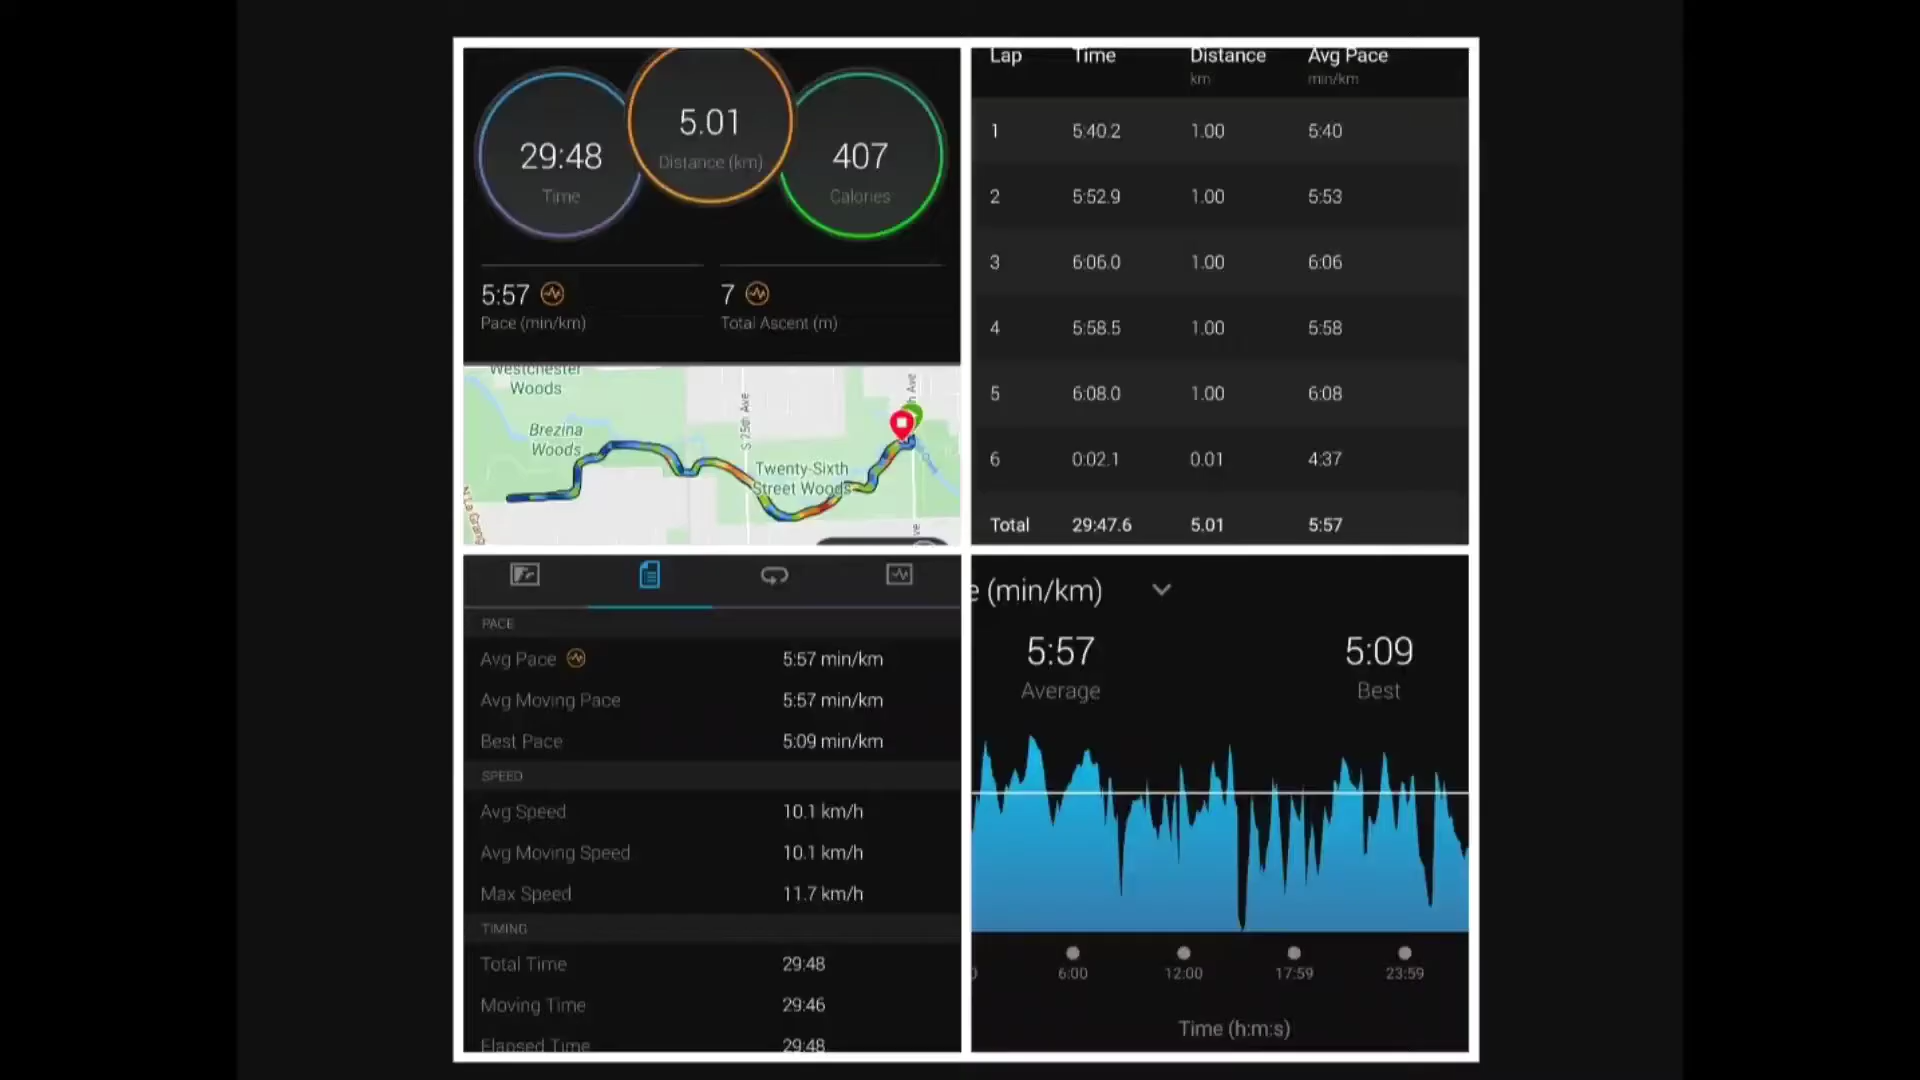 5.01
Distance (km)
29:48
Time
407
Calories
5:57
Pace (min/km)
7
Total Ascent (m)
Westchester
Woods
Brezina
Woods
S 25th Ave
Twenty-Sixth
Street Woods
Lap Time Distance Avg Pace
km min/km
1 5:40.2 1.00 5:40
2 5:52.9 1.00 5:53
3 6:06.0 1.00 6:06
4 5:58.5 1.00 5:58
5 6:08.0 1.00 6:08
6 0:02.1 0.01 4:37
Total 29:47.6 5.01 5:57
PACE
Avg Pace 5:57 min/km
Avg Moving Pace 5:57 min/km
Best Pace 5:09 min/km
SPEED
Avg Speed 10.1 km/h
Avg Moving Speed 10.1 km/h
Max Speed 11.7 km/h
TIMING
Total Time 29:48
Moving Time 29:46
Elapsed Time 29:48
e (min/km)
5:57 5:09
Average Best
6:00 12:00 17:59 23:59
Time (h:m:s)